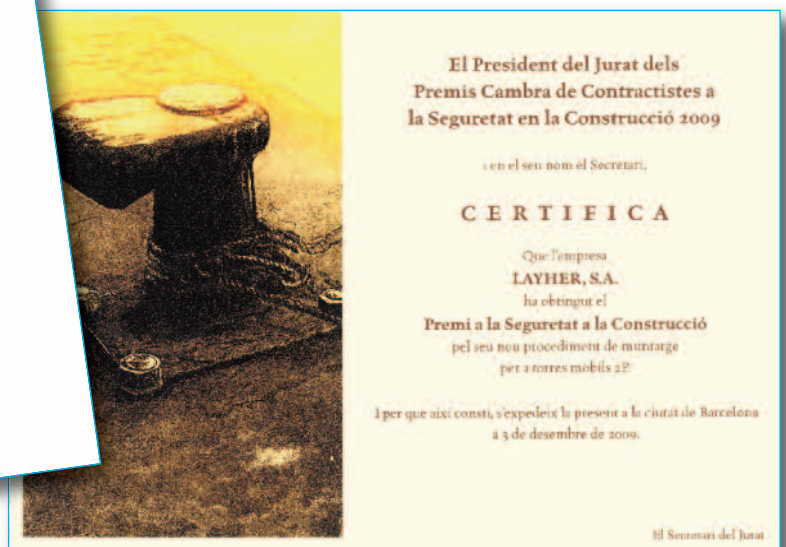 El President del Jurat dels
Premis Cambra de Contractistes a
la Seguretat en la Construcció 2009
i en el seu nom el Secretari,
CERTIFICA
Que l'empresa
LAYHER, S.A.
ha obtingut el
Premi a la Seguretat a la Construcció
pel seu nou procediment de muntarge
per a torres mòbils 2P
I per que així consti, s'expedeix la present a la ciutat de Barcelona
a 3 de desembre de 2009.
El Secretari del Jurat